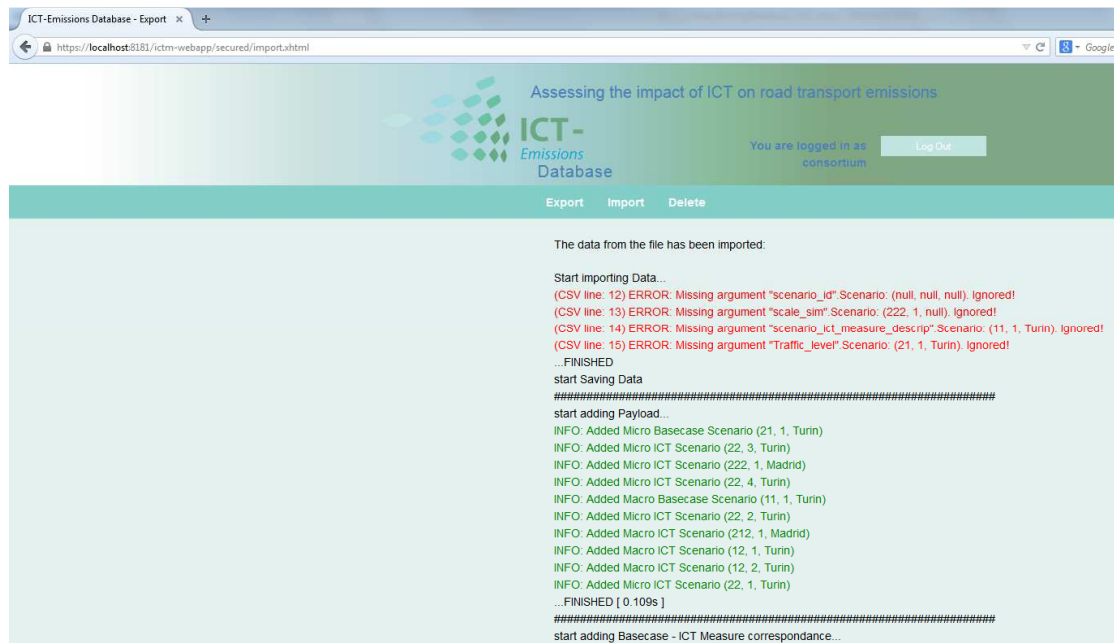 ICT-Emissions Database - Export × +
https://localhost:8181/ictm-webapp/secured/import.xhtml
8 Google
Assessing the impact of ICT on road transport emissions
ICT-
Emissions
Database
You are logged in as
consortium
Log Out
Export Import Delete
The data from the file has been imported:
Start importing Data...
(CSV line: 12) ERROR: Missing argument "scenario_id".Scenario: (null, null, null). Ignored!
(CSV line: 13) ERROR: Missing argument "scale_sim".Scenario: (222, 1, null). Ignored!
(CSV line: 14) ERROR: Missing argument "scenario_ict_measure_descrip".Scenario: (11, 1, Turin). Ignored!
(CSV line: 15) ERROR: Missing argument "Traffic_level".Scenario: (21, 1, Turin). Ignored!
...FINISHED
start Saving Data
####################################################################
start adding Payload...
INFO: Added Micro Basecase Scenario (21, 1, Turin)
INFO: Added Micro ICT Scenario (22, 3, Turin)
INFO: Added Micro ICT Scenario (222, 1, Madrid)
INFO: Added Micro ICT Scenario (22, 4, Turin)
INFO: Added Macro Basecase Scenario (11, 1, Turin)
INFO: Added Micro ICT Scenario (22, 2, Turin)
INFO: Added Macro ICT Scenario (212, 1, Madrid)
INFO: Added Macro ICT Scenario (12, 1, Turin)
INFO: Added Macro ICT Scenario (12, 2, Turin)
INFO: Added Micro ICT Scenario (22, 1, Turin)
...FINISHED [ 0.109s ]
####################################################################
start adding Basecase - ICT Measure correspondance...